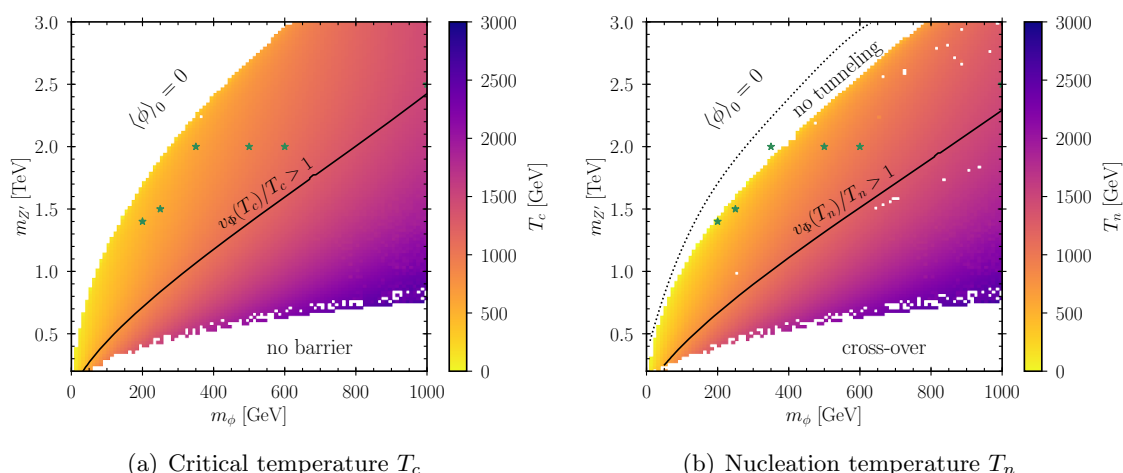 3.0
2.5
2.0
1.5
1.0
0.5
m_{Z'} [TeV]
0
200
400
600
800
1000
m_ϕ [GeV]
⟨ϕ⟩_0 = 0
v_Φ(T_c)/T_c > 1
no barrier
3000
2500
2000
1500
1000
500
0
T_c [GeV]
(a) Critical temperature T_c
3.0
2.5
2.0
1.5
1.0
0.5
m_{Z'} [TeV]
0
200
400
600
800
1000
m_ϕ [GeV]
⟨ϕ⟩_0 = 0
no tunneling
v_Φ(T_n)/T_n > 1
cross-over
3000
2500
2000
1500
1000
500
0
T_n [GeV]
(b) Nucleation temperature T_n